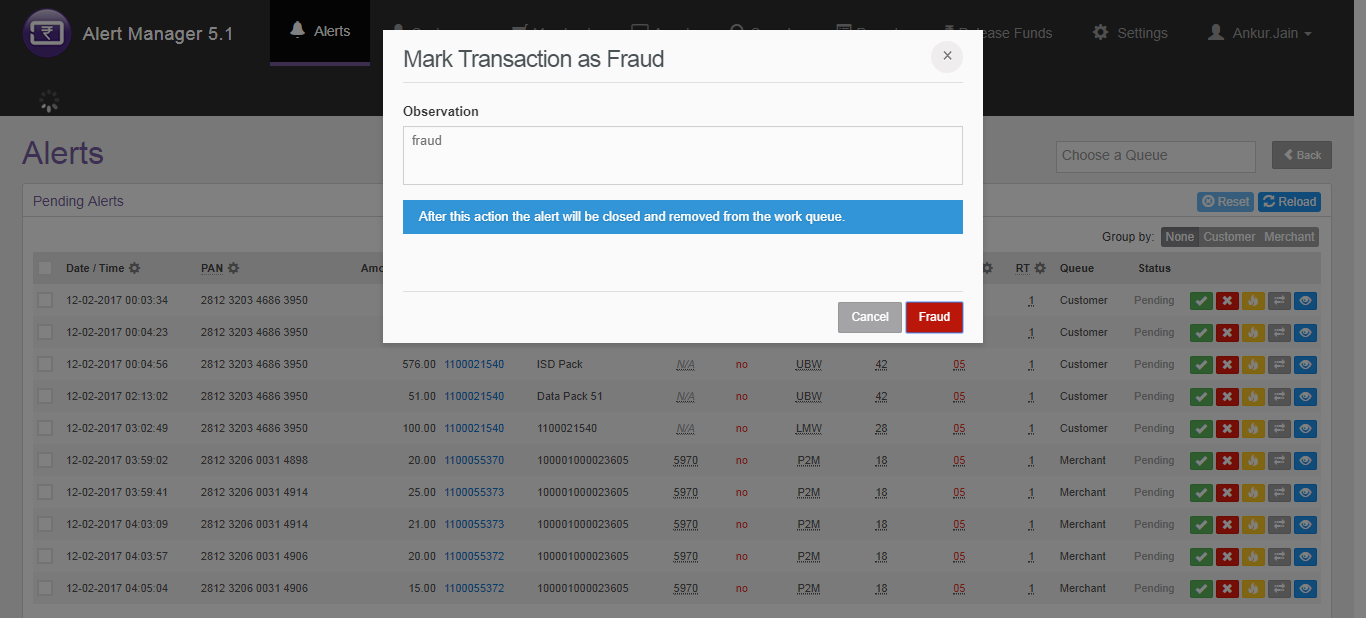 Alert Manager 5.1 Alerts Release Funds Settings Ankur.Jain
Mark Transaction as Fraud
Observation
fraud
After this action the alert will be closed and removed from the work queue.
Cancel Fraud
Alerts Choose a Queue Back
Pending Alerts Reset Reload
Group by: None Customer Merchant
Date / Time PAN RT Queue Status
12-02-2017 00:03:34 2812 3203 4686 3950 1 Customer Pending
12-02-2017 00:04:23 2812 3203 4686 3950 1 Customer Pending
12-02-2017 00:04:56 2812 3203 4686 3950 576.00 1100021540 ISD Pack N/A no UBW 42 05 1 Customer Pending
12-02-2017 02:13:02 2812 3203 4686 3950 51.00 1100021540 Data Pack 51 N/A no UBW 42 05 1 Customer Pending
12-02-2017 03:02:49 2812 3203 4686 3950 100.00 1100021540 1100021540 N/A no LMW 28 05 1 Customer Pending
12-02-2017 03:59:02 2812 3206 0031 4898 20.00 1100055370 100001000023605 5970 no P2M 18 05 1 Merchant Pending
12-02-2017 03:59:41 2812 3206 0031 4914 25.00 1100055373 100001000023605 5970 no P2M 18 05 1 Merchant Pending
12-02-2017 04:03:09 2812 3206 0031 4914 21.00 1100055373 100001000023605 5970 no P2M 18 05 1 Merchant Pending
12-02-2017 04:03:57 2812 3206 0031 4906 20.00 1100055372 100001000023605 5970 no P2M 18 05 1 Merchant Pending
12-02-2017 04:05:04 2812 3206 0031 4906 15.00 1100055372 100001000023605 5970 no P2M 18 05 1 Merchant Pending